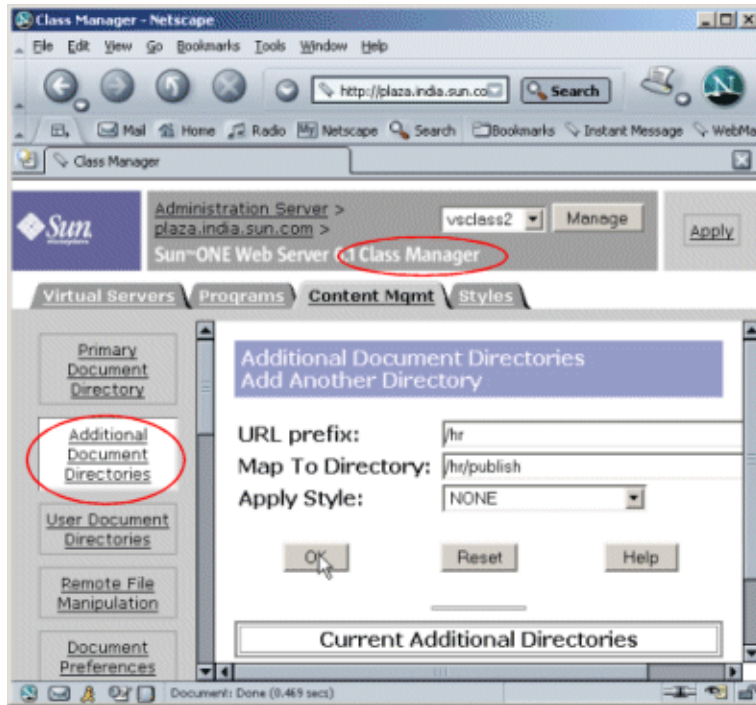 Class Manager - Netscape
File Edit View Go Bookmarks Tools Window Help
http://plaza.india.sun.co
Search
Mail Home Radio My Netscape Search Bookmarks Instant Message WebMa
Class Manager
Sun
Administration Server >
plaza.india.sun.com >
Sun ONE Web Server 6.1 Class Manager
vsclass2
Manage
Apply
Virtual Servers Programs Content Mgmt Styles
Primary
Document
Directory
Additional
Document
Directories
User Document
Directories
Remote File
Manipulation
Document
Preferences
Additional Document Directories
Add Another Directory
URL prefix: /hr
Map To Directory: /hr/publish
Apply Style: NONE
OK Reset Help
Current Additional Directories
Document: Done (0.469 secs)